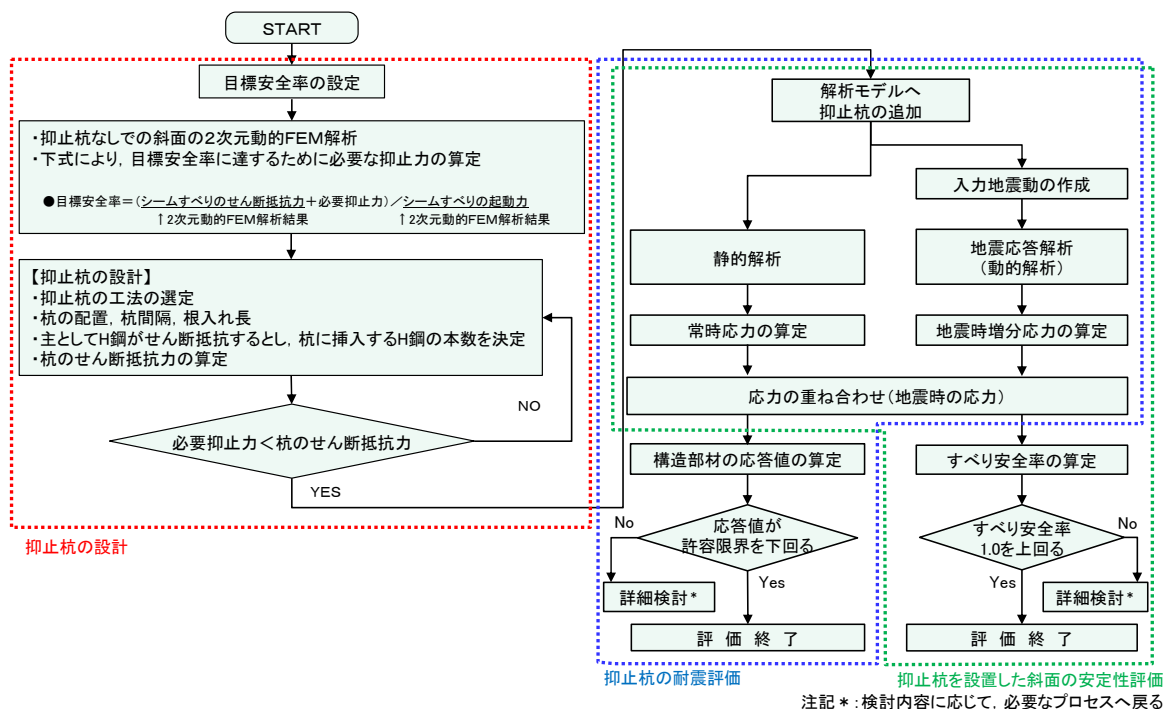 START
目標安全率の設定
・抑止杭なしでの斜面の２次元動的FEM解析
・下式により，目標安全率に達するために必要な抑止力の算定
●目標安全率＝（シームすべりのせん断抵抗力＋必要抑止力）／シームすべりの起動力
↑2次元動的FEM解析結果
↑2次元動的FEM解析結果
【抑止杭の設計】
・抑止杭の工法の選定
・杭の配置，杭間隔，根入れ長
・主としてH鋼がせん断抵抗するとし，杭に挿入するH鋼の本数を決定
・杭のせん断抵抗力の算定
NO
必要抑止力＜杭のせん断抵抗力
YES
抑止杭の設計
解析モデルへ
抑止杭の追加
入力地震動の作成
静的解析
地震応答解析
（動的解析）
常時応力の算定
地震時増分応力の算定
応力の重ね合わせ（地震時の応力）
構造部材の応答値の算定
すべり安全率の算定
No
応答値が
許容限界を下回る
Yes
詳細検討＊
評 価 終 了
すべり安全率
1.0を上回る
No
Yes
詳細検討＊
評 価 終 了
抑止杭の耐震評価
抑止杭を設置した斜面の安定性評価
注記＊：検討内容に応じて，必要なプロセスへ戻る